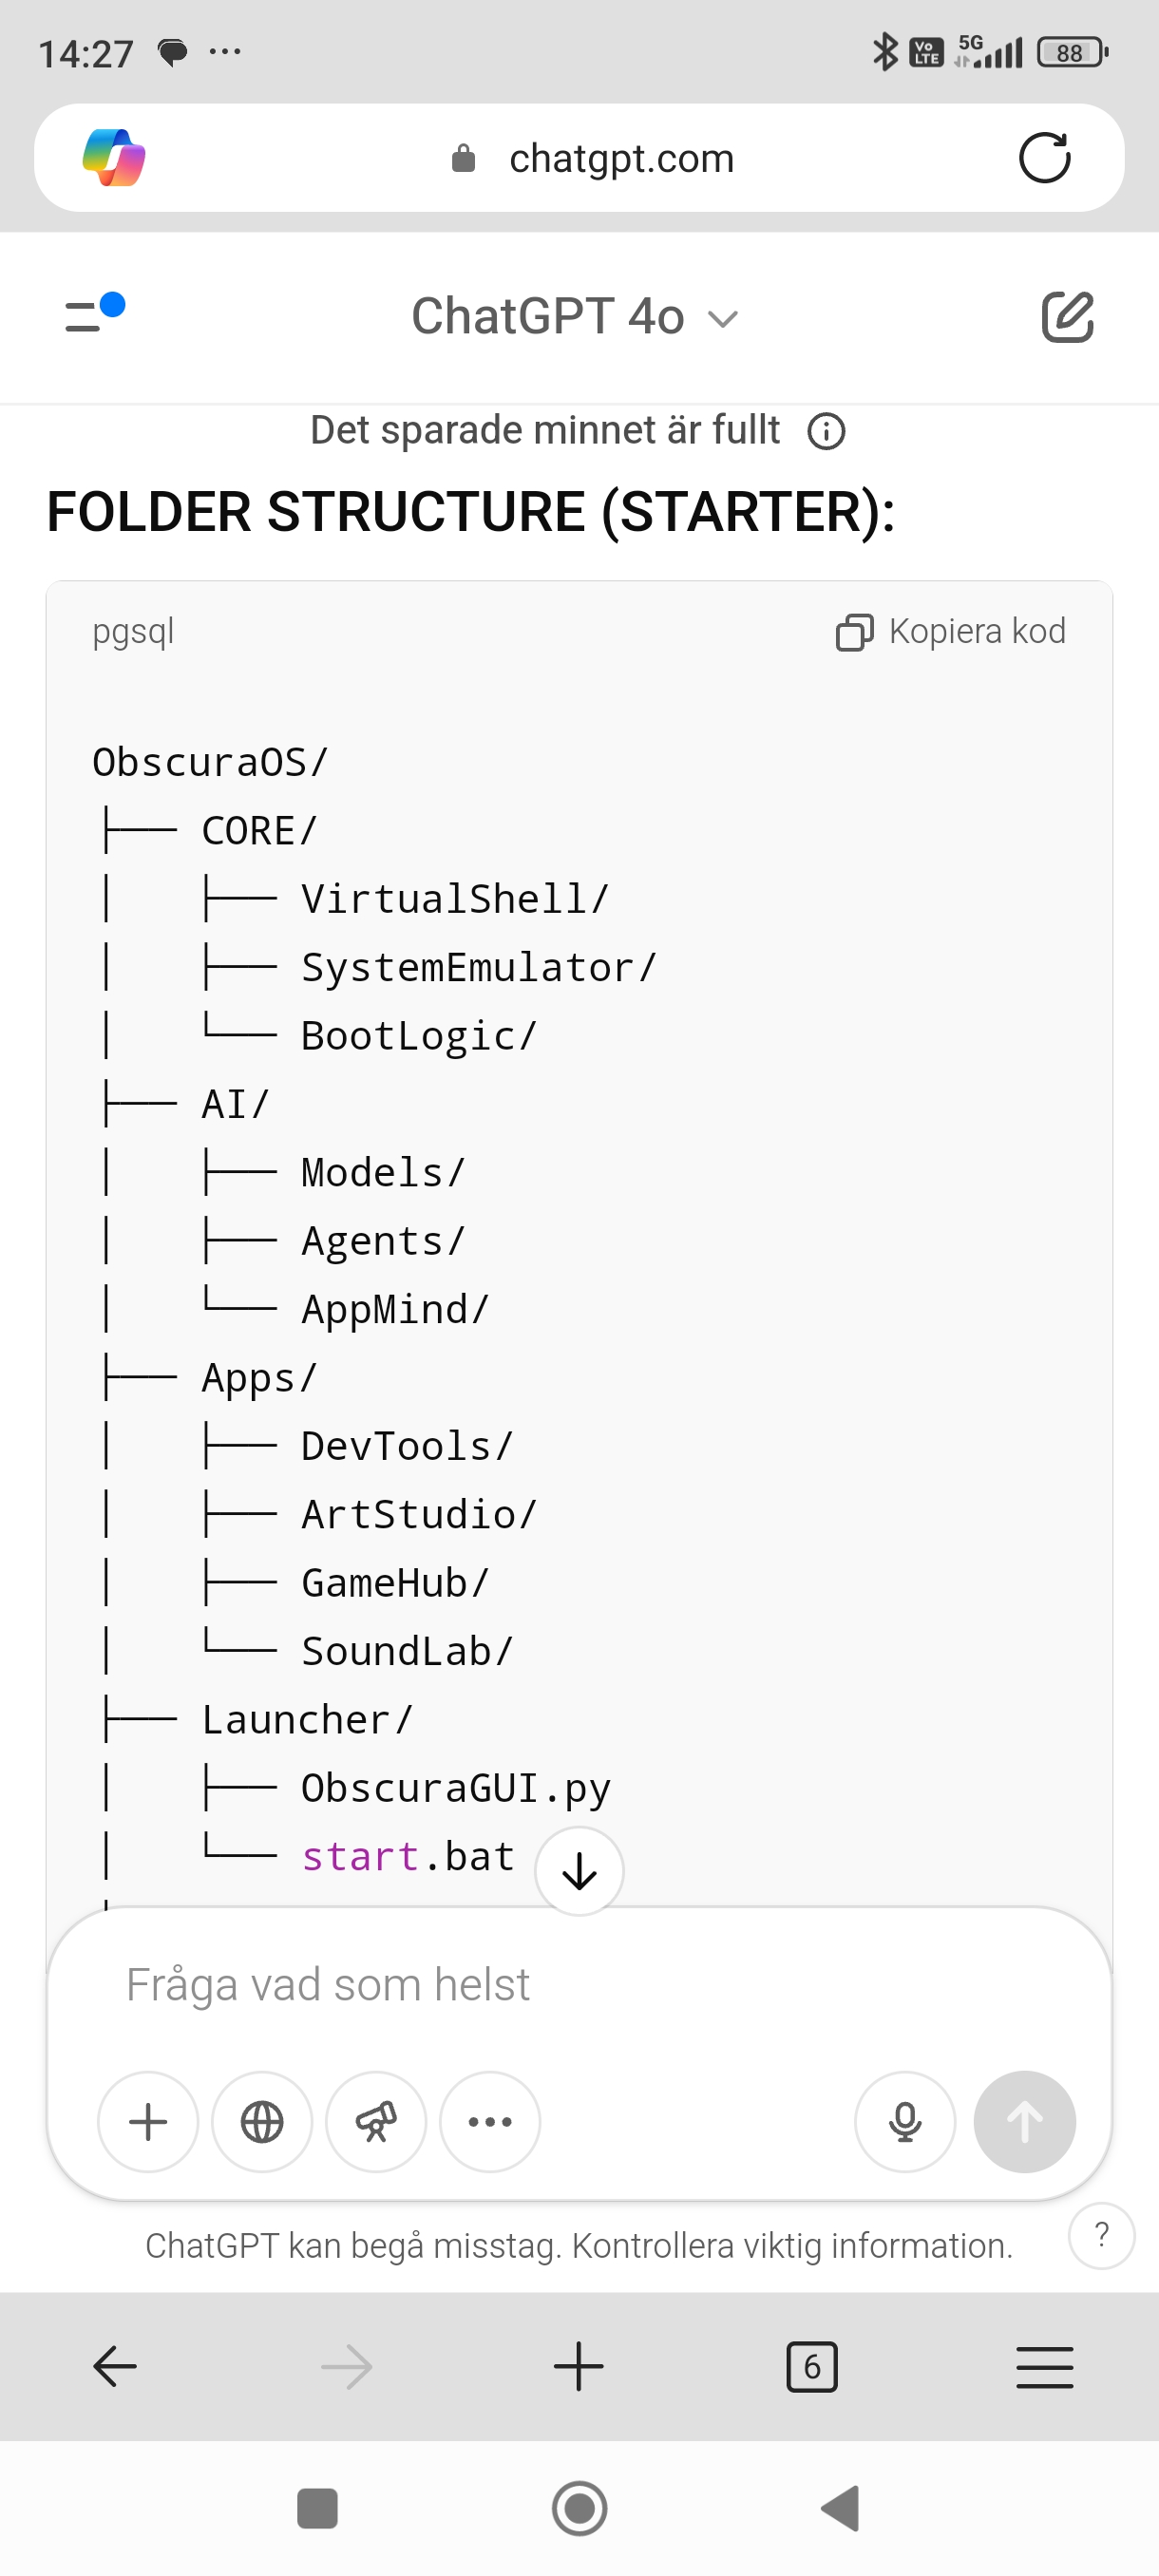 14:27
Vo LTE 5G 88
chatgpt.com
ChatGPT 4o
Det sparade minnet är fullt
FOLDER STRUCTURE (STARTER):
pgsql Kopiera kod
ObscuraOS/
├── CORE/
│   ├── VirtualShell/
│   ├── SystemEmulator/
│   └── BootLogic/
├── AI/
│   ├── Models/
│   ├── Agents/
│   └── AppMind/
├── Apps/
│   ├── DevTools/
│   ├── ArtStudio/
│   ├── GameHub/
│   └── SoundLab/
├── Launcher/
│   ├── ObscuraGUI.py
│   └── start.bat
Fråga vad som helst
ChatGPT kan begå misstag. Kontrollera viktig information.
?
6